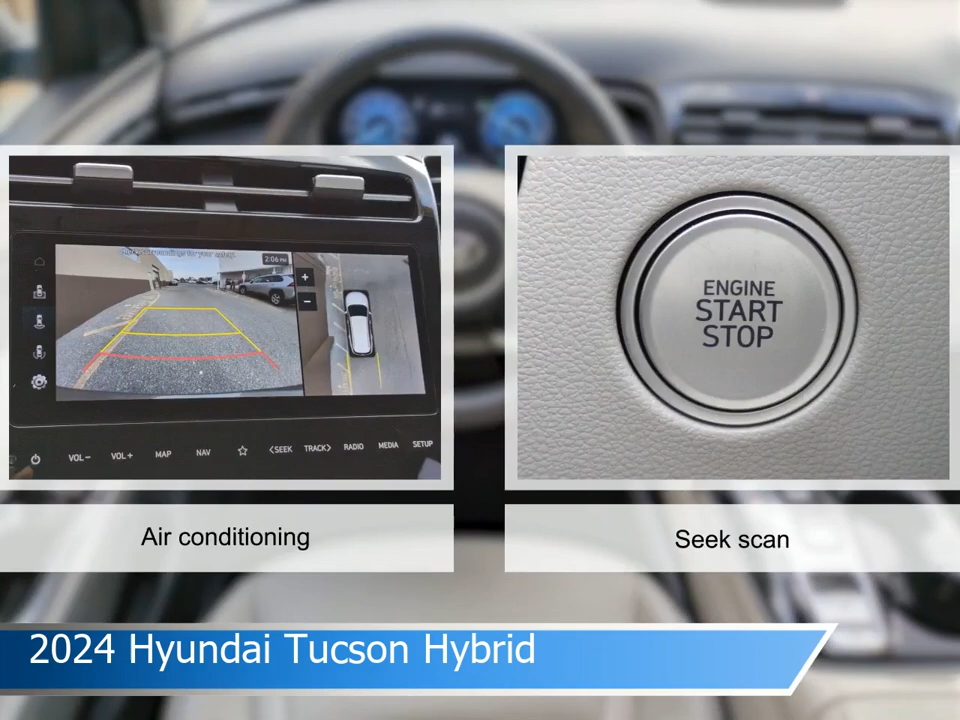 2:06 PM
+
−
VOL− VOL+ MAP NAV ☆ <SEEK TRACK> RADIO MEDIA SETUP
ENGINE
START
STOP
Air conditioning
Seek scan
2024 Hyundai Tucson Hybrid